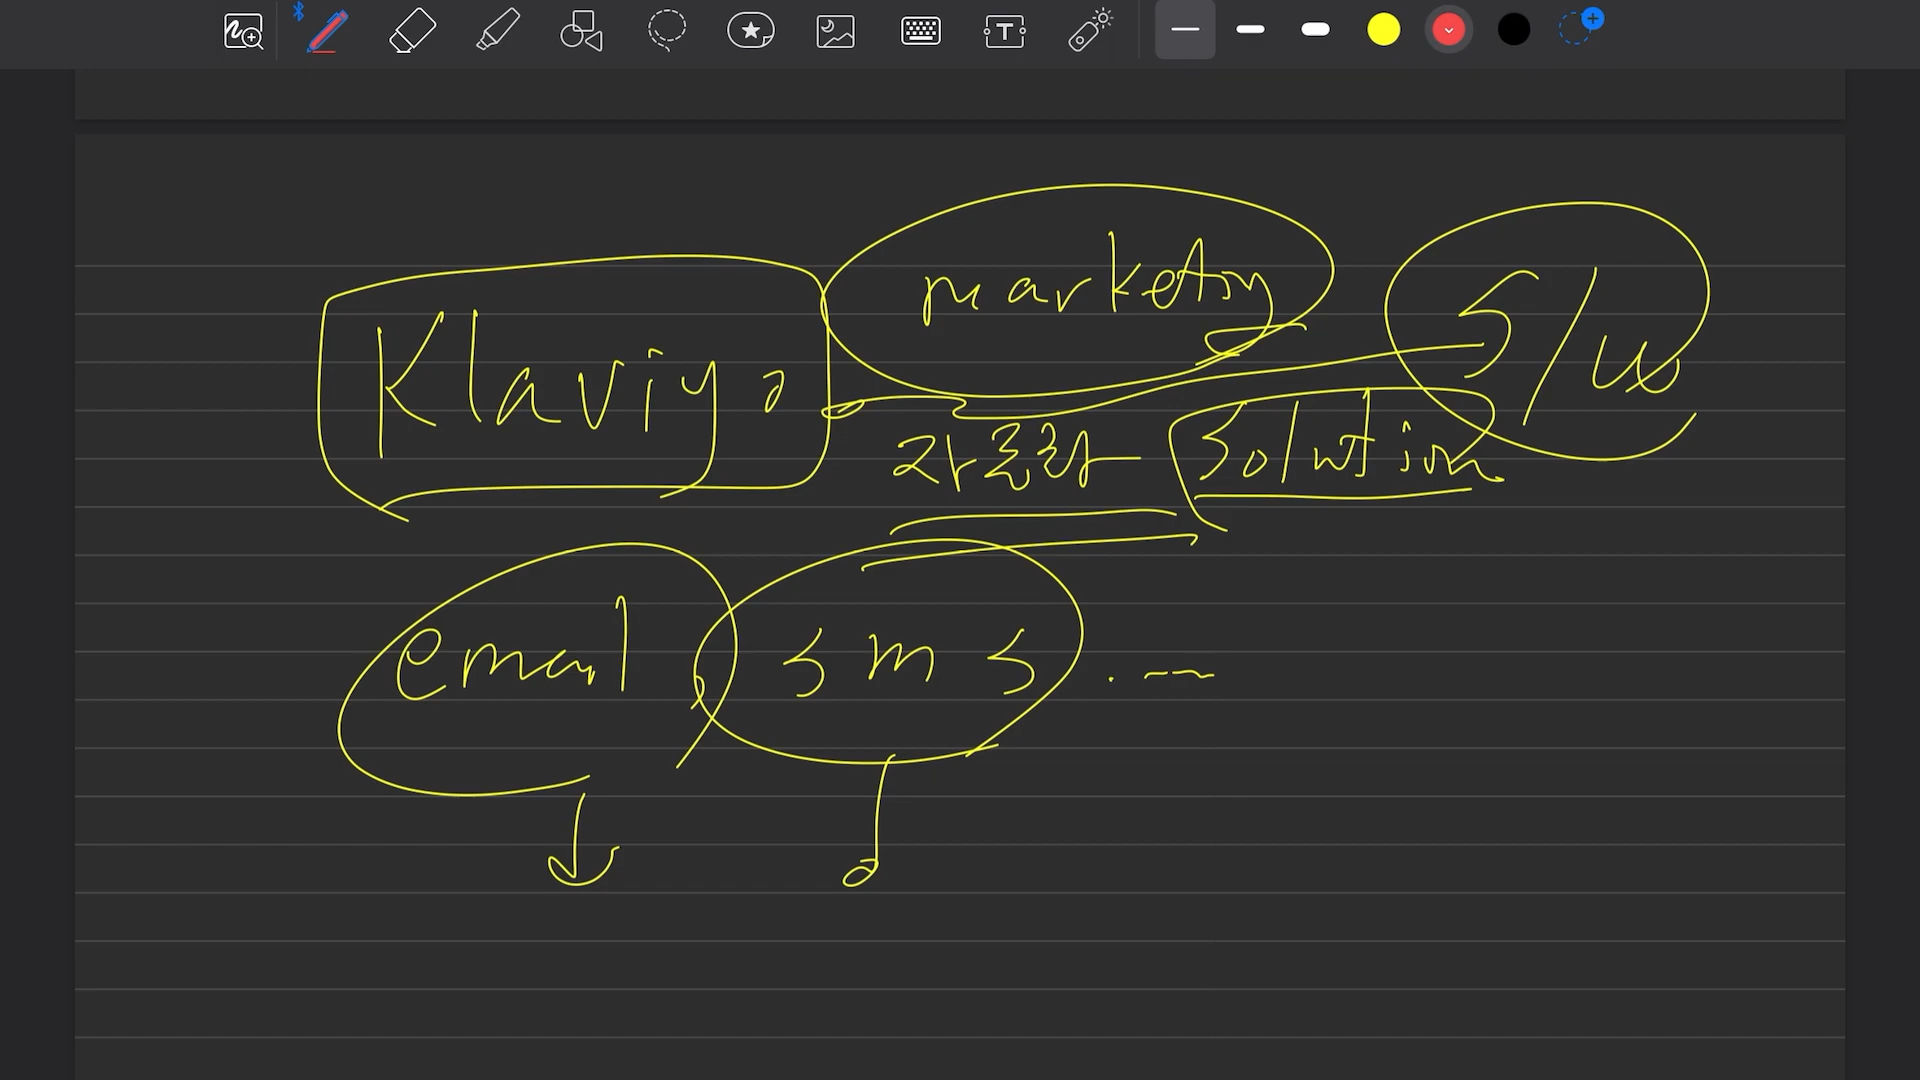 Klaviyo marketing S/W
자동화 Solution
email, sms . ...